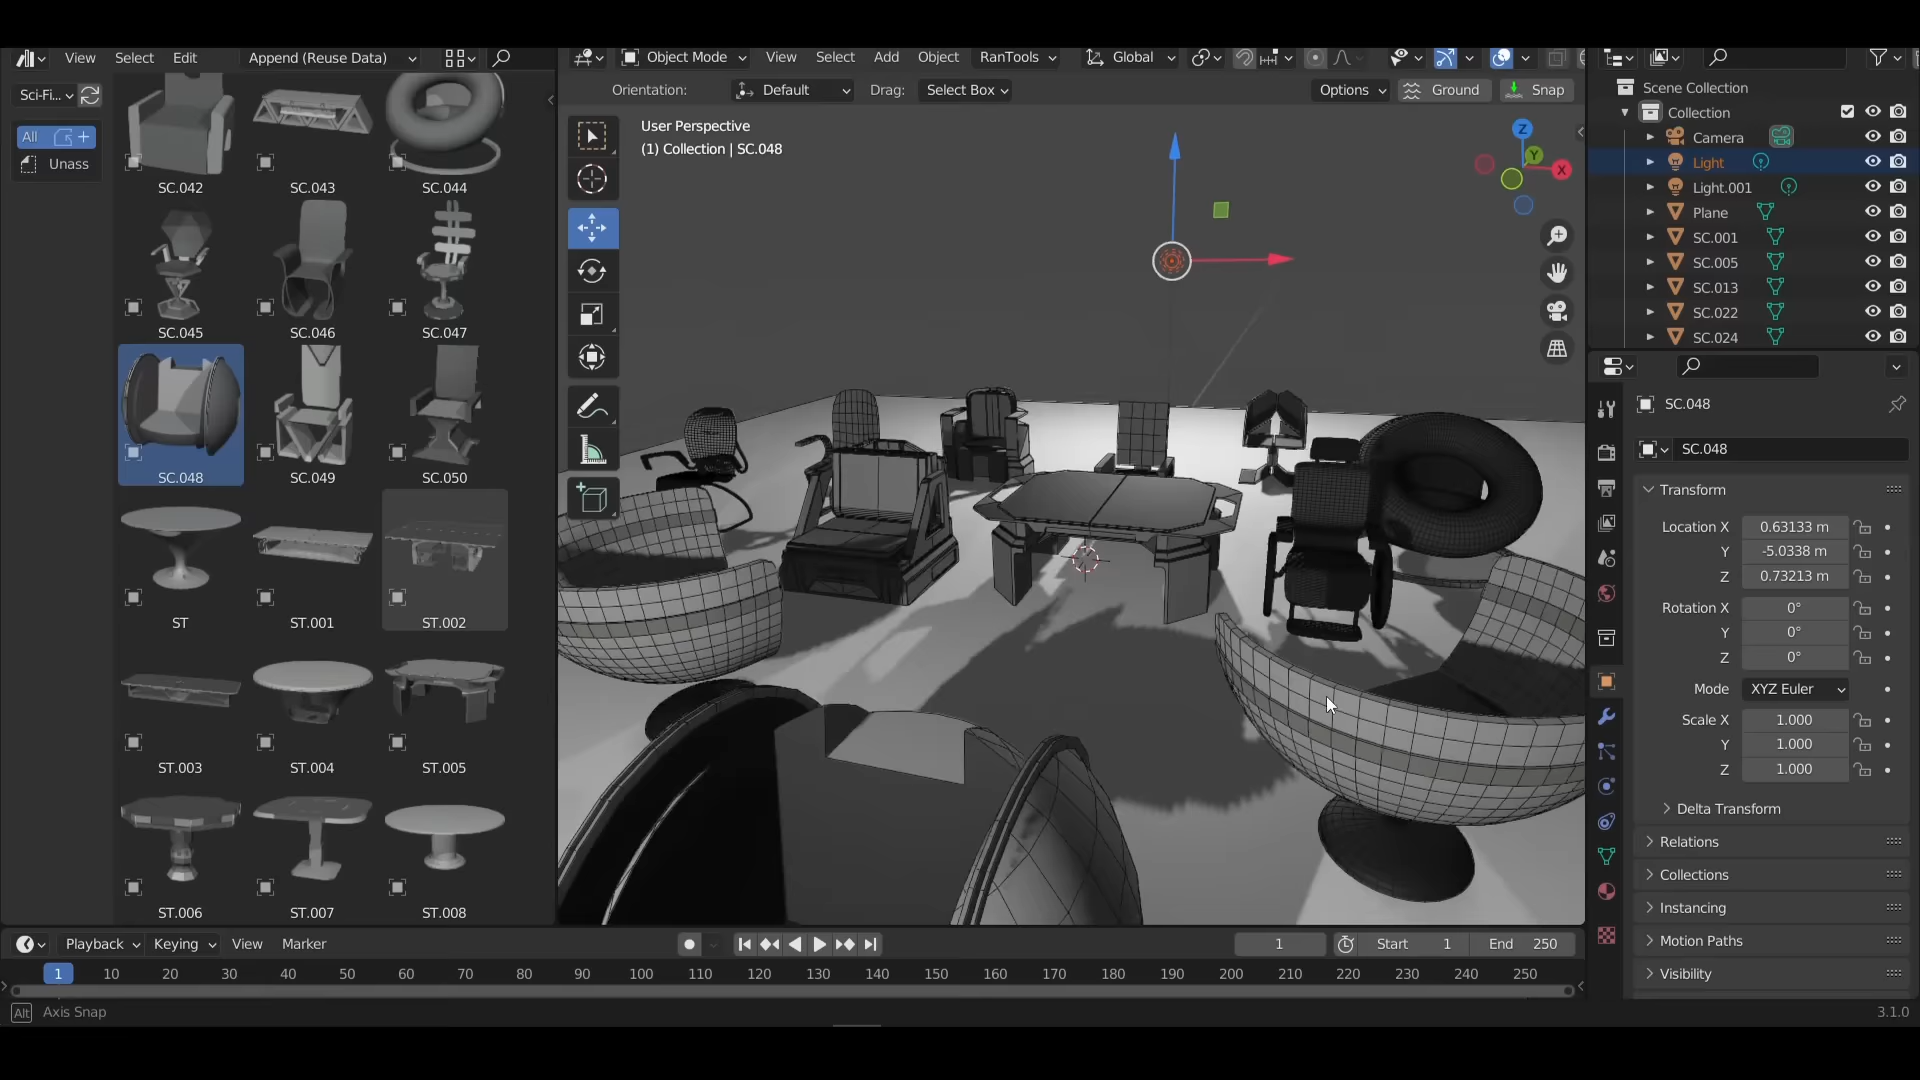 View Select Edit Append (Reuse Data)
Sci-Fi...
All
Unass
SC.042 SC.043 SC.044
SC.045 SC.046 SC.047
SC.048 SC.049 SC.050
ST ST.001 ST.002
ST.003 ST.004 ST.005
ST.006 ST.007 ST.008
Object Mode View Select Add Object RanTools Global
Orientation: Default Drag: Select Box Options Ground Snap
User Perspective
(1) Collection | SC.048
Z
Y
X
Scene Collection
Collection
Camera
Light
Light.001
Plane
SC.001
SC.005
SC.013
SC.022
SC.024
SC.048
SC.048
Transform
Location X 0.63133 m
Y -5.0338 m
Z 0.73213 m
Rotation X 0°
Y 0°
Z 0°
Mode XYZ Euler
Scale X 1.000
Y 1.000
Z 1.000
Delta Transform
Relations
Collections
Instancing
Motion Paths
Visibility
Playback Keying View Marker 1 Start 1 End 250
1 10 20 30 40 50 60 70 80 90 100 110 120 130 140 150 160 170 180 190 200 210 220 230 240 250
Alt Axis Snap 3.1.0